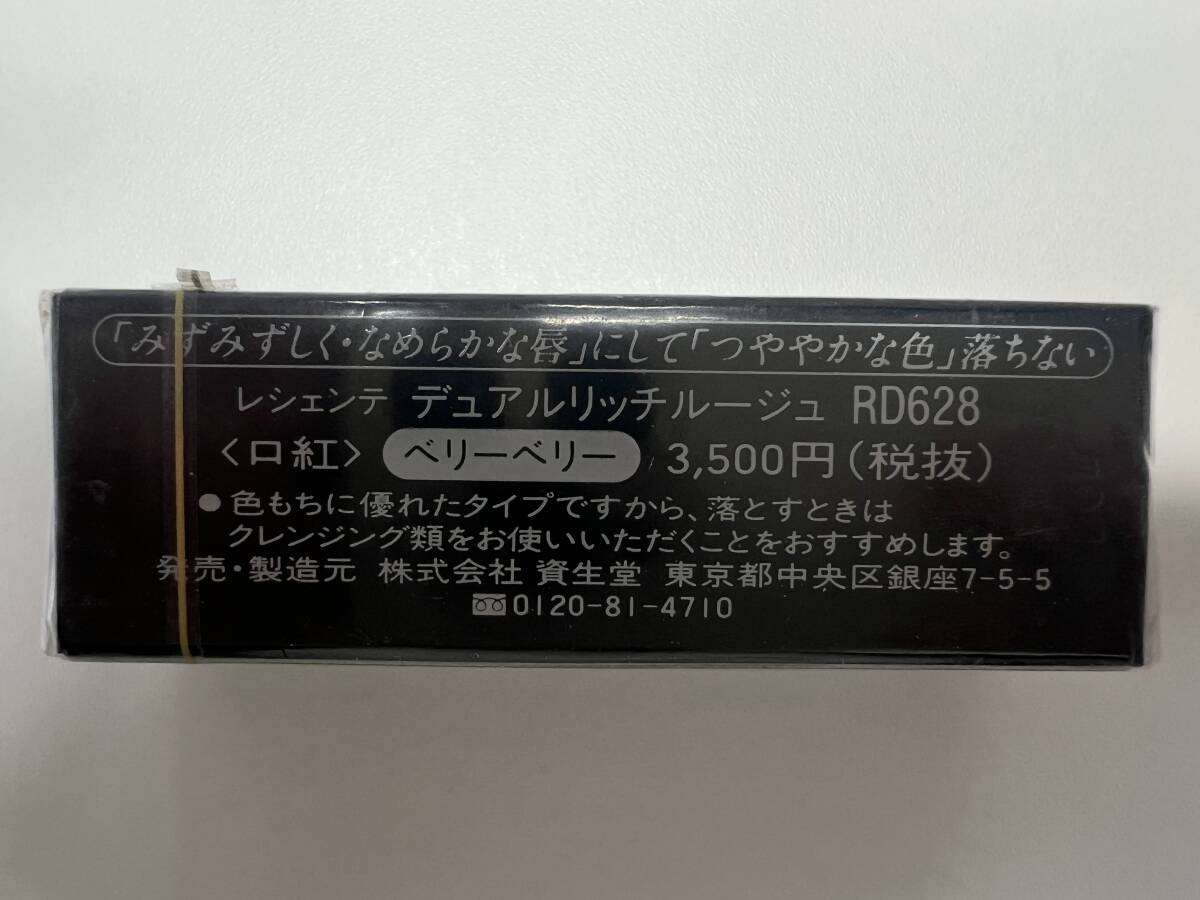 「みずみずしく・なめらかな唇」にして「つややかな色」落ちない
レシェンテ デュアルリッチルージュ RD628
〈口紅〉 ベリーベリー 3,500円(税抜)
● 色もちに優れたタイプですから、落とすときは
クレンジング類をお使いいただくことをおすすめします。
発売・製造元 株式会社 資生堂 東京都中央区銀座7-5-5
0120-81-4710